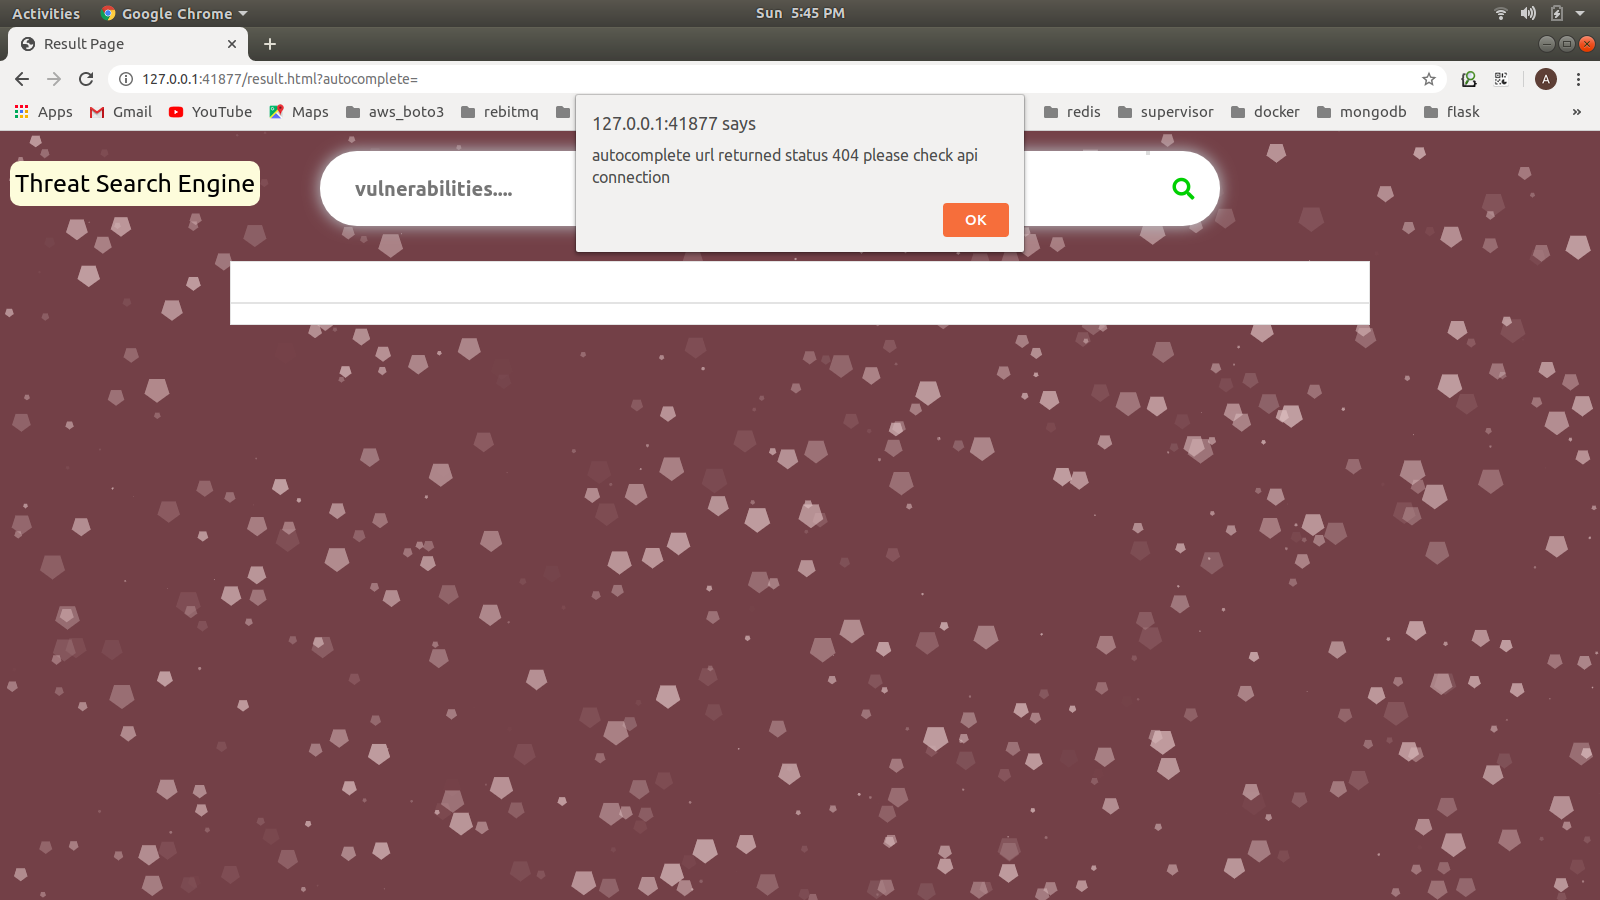 Activities Google Chrome Sun 5:45 PM
Result Page
127.0.0.1:41877/result.html?autocomplete=
A
Apps Gmail YouTube Maps aws_boto3 rebitmq redis supervisor docker mongodb flask »
127.0.0.1:41877 says
autocomplete url returned status 404 please check api
connection
OK
Threat Search Engine
vulnerabilities....